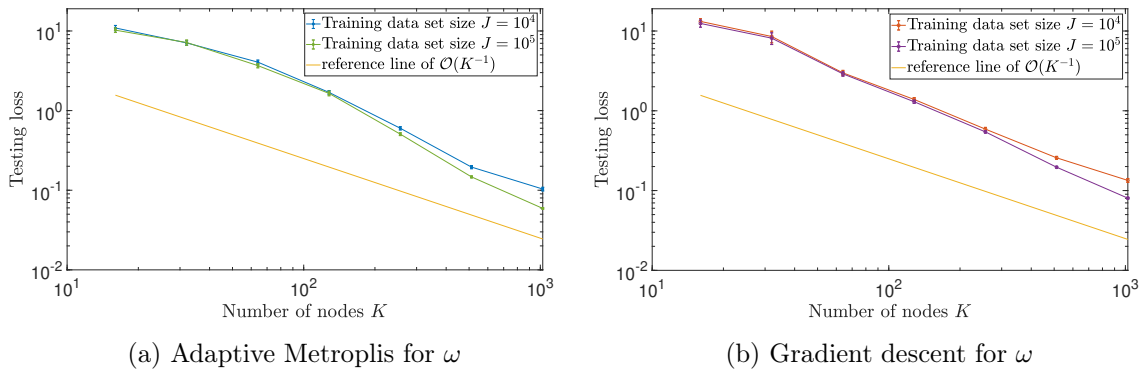 Training data set size J = 10^4
Training data set size J = 10^5
reference line of O(K^{-1})
Testing loss
10^1
10^0
10^{-1}
10^{-2}
10^1
10^2
10^3
Number of nodes K
(a) Adaptive Metroplis for ω
Training data set size J = 10^4
Training data set size J = 10^5
reference line of O(K^{-1})
Testing loss
10^1
10^0
10^{-1}
10^{-2}
10^1
10^2
10^3
Number of nodes K
(b) Gradient descent for ω